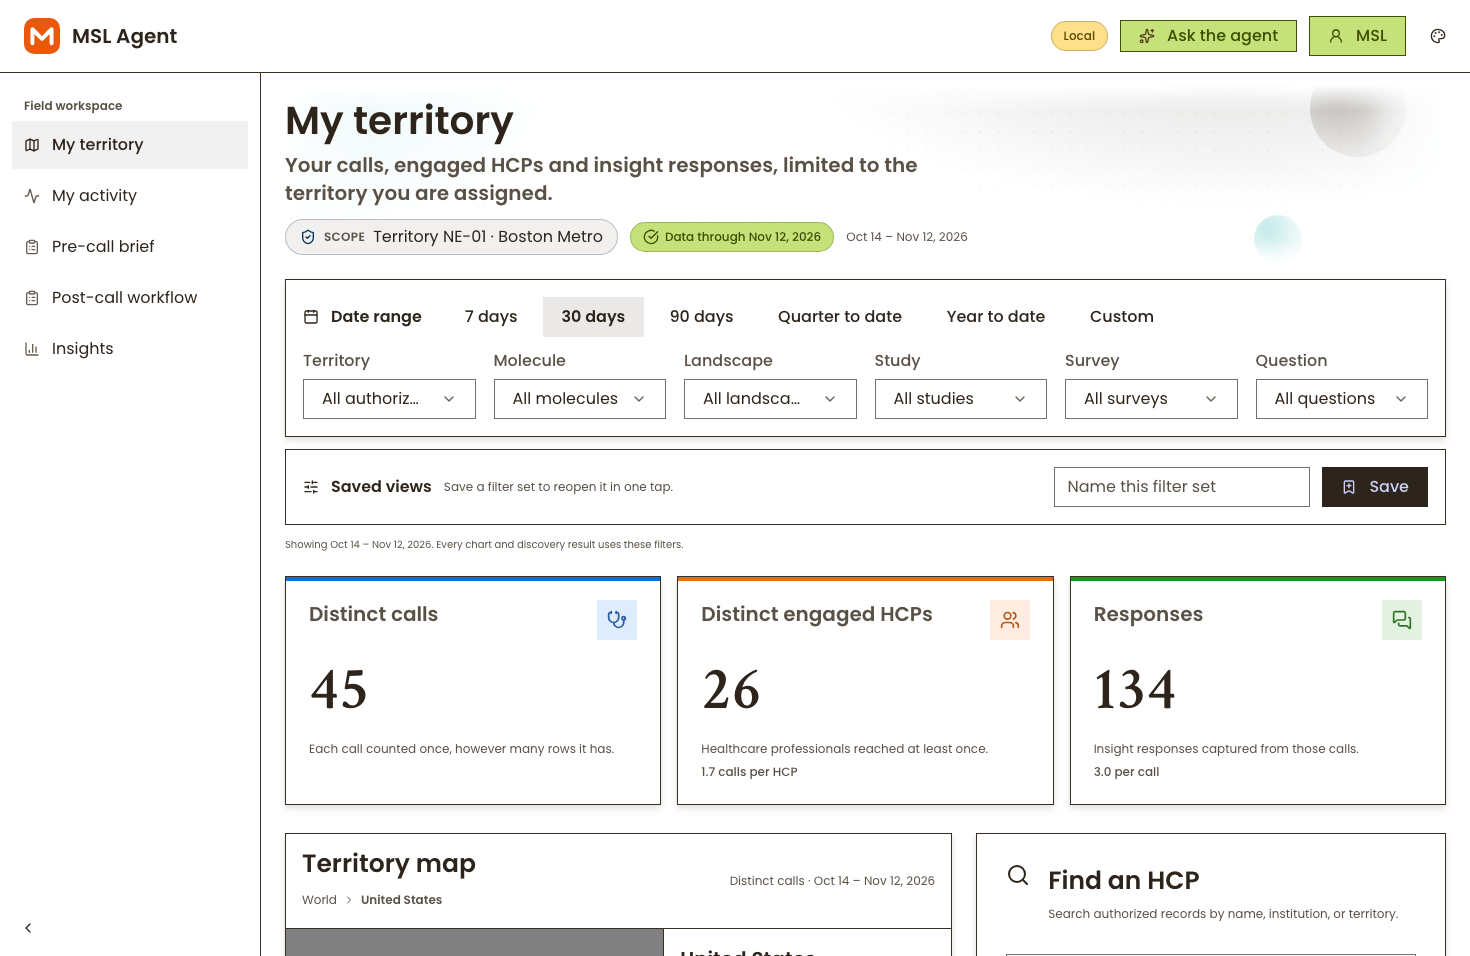 MSL Agent
Local
Ask the agent
MSL
Field workspace
My territory
My activity
Pre-call brief
Post-call workflow
Insights
My territory
Your calls, engaged HCPs and insight responses, limited to the
territory you are assigned.
SCOPE Territory NE-01 · Boston Metro
Data through Nov 12, 2026
Oct 14 – Nov 12, 2026
Date range
7 days
30 days
90 days
Quarter to date
Year to date
Custom
Territory
Molecule
Landscape
Study
Survey
Question
All authoriz...
All molecules
All landsca...
All studies
All surveys
All questions
Saved views
Save a filter set to reopen it in one tap.
Name this filter set
Save
Showing Oct 14 – Nov 12, 2026. Every chart and discovery result uses these filters.
Distinct calls
45
Each call counted once, however many rows it has.
Distinct engaged HCPs
26
Healthcare professionals reached at least once.
1.7 calls per HCP
Responses
134
Insight responses captured from those calls.
3.0 per call
Territory map
World > United States
Distinct calls · Oct 14 – Nov 12, 2026
United States
Find an HCP
Search authorized records by name, institution, or territory.